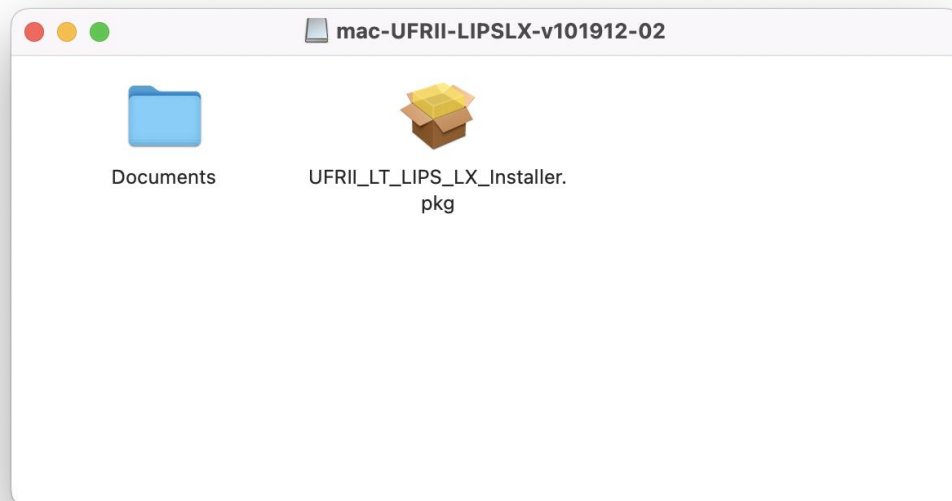 mac-UFRII-LIPSLX-v101912-02
Documents
UFRII_LT_LIPS_LX_Installer.
pkg